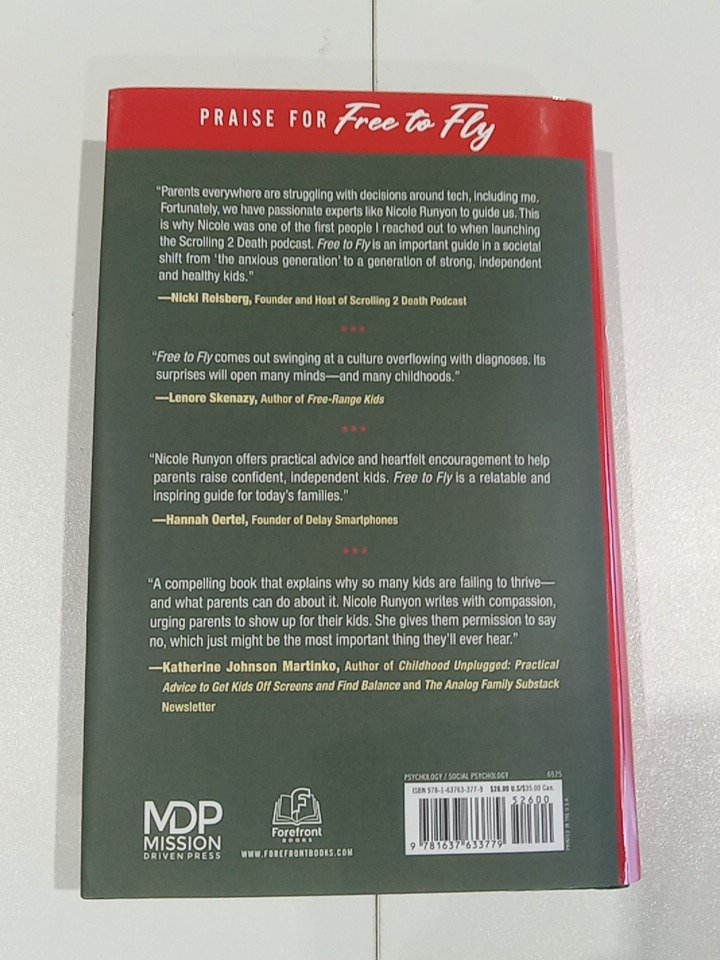 PRAISE FOR Free to Fly
“Parents everywhere are struggling with decisions around tech, including me.
Fortunately, we have passionate experts like Nicole Runyon to guide us. This
is why Nicole was one of the first people I reached out to when launching
the Scrolling 2 Death podcast. Free to Fly is an important guide in a societal
shift from ‘the anxious generation’ to a generation of strong, independent
and healthy kids.”
—Nicki Reisberg, Founder and Host of Scrolling 2 Death Podcast
“Free to Fly comes out swinging at a culture overflowing with diagnoses. Its
surprises will open many minds—and many childhoods.”
—Lenore Skenazy, Author of Free-Range Kids
“Nicole Runyon offers practical advice and heartfelt encouragement to help
parents raise confident, independent kids. Free to Fly is a relatable and
inspiring guide for today’s families.”
—Hannah Oertel, Founder of Delay Smartphones
“A compelling book that explains why so many kids are failing to thrive—
and what parents can do about it. Nicole Runyon writes with compassion,
urging parents to show up for their kids. She gives them permission to say
no, which just might be the most important thing they’ll ever hear.”
—Katherine Johnson Martinko, Author of Childhood Unplugged: Practical
Advice to Get Kids Off Screens and Find Balance and The Analog Family Substack
Newsletter
MDP
MISSION
DRIVEN PRESS
Forefront
BOOKS
WWW.FOREFRONTBOOKS.COM
PSYCHOLOGY / SOCIAL PSYCHOLOGY 0525
ISBN 978-1-63763-377-9 $26.00 U.S/$35.00 Can.
52600
9 781637 633779
PRINTED IN THE U.S.A